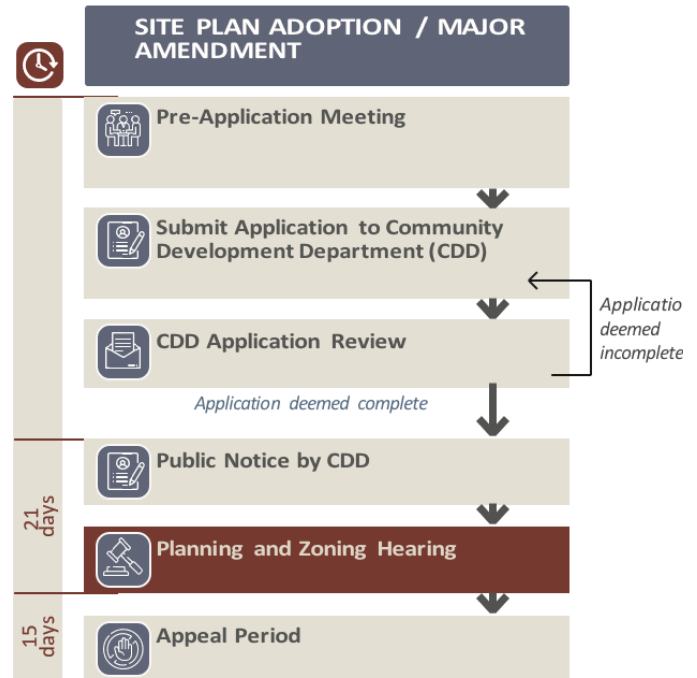 SITE PLAN ADOPTION / MAJOR
AMENDMENT
Pre-Application Meeting
Submit Application to Community
Development Department (CDD)
Applicatio
deemed
incomplete
CDD Application Review
Application deemed complete
Public Notice by CDD
21
days
Planning and Zoning Hearing
15
days
Appeal Period